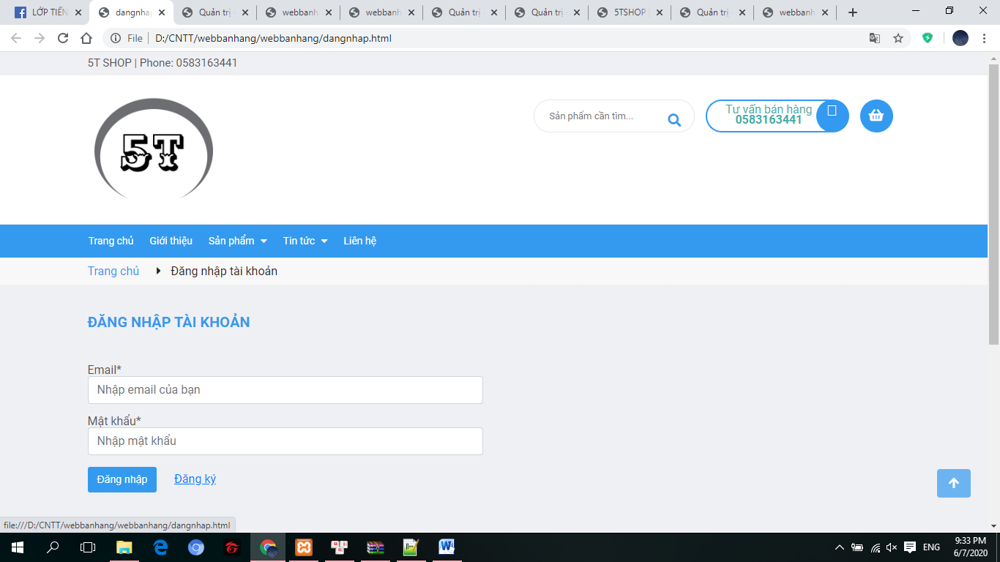 LỚP TIẾN
dangnhap
Quản trị
webbanh
webbanh
Quản trị
Quản trị
5TSHOP
Quản trị
webbanh
File
D:/CNTT/webbanhang/webbanhang/dangnhap.html
5T SHOP | Phone: 0583163441
5T
Sản phẩm cần tìm...
Tư vấn bán hàng
0583163441
Trang chủ Giới thiệu Sản phẩm Tin tức Liên hệ
Trang chủ Đăng nhập tài khoản
ĐĂNG NHẬP TÀI KHOẢN
Email*
Nhập email của bạn
Mật khẩu*
Nhập mật khẩu
Đăng nhập Đăng ký
file:///D:/CNTT/webbanhang/webbanhang/dangnhap.html
ENG
9:33 PM
6/7/2020